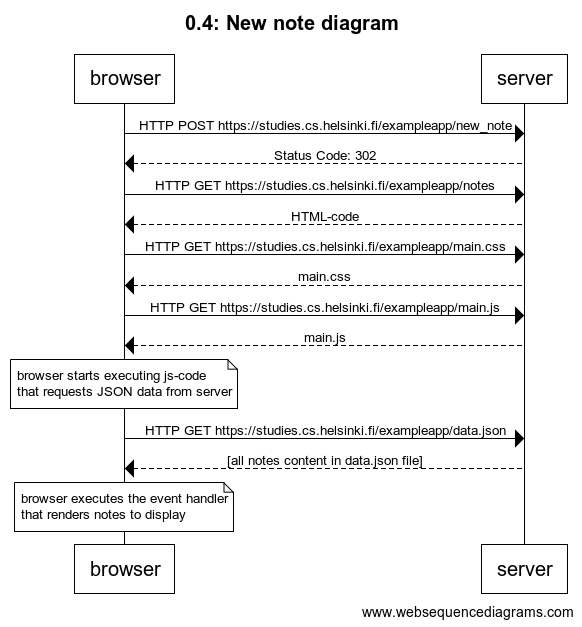 0.4: New note diagram
browser
server
HTTP POST https://studies.cs.helsinki.fi/exampleapp/new_note
Status Code: 302
HTTP GET https://studies.cs.helsinki.fi/exampleapp/notes
HTML-code
HTTP GET https://studies.cs.helsinki.fi/exampleapp/main.css
main.css
HTTP GET https://studies.cs.helsinki.fi/exampleapp/main.js
main.js
browser starts executing js-code
that requests JSON data from server
HTTP GET https://studies.cs.helsinki.fi/exampleapp/data.json
[all notes content in data.json file]
browser executes the event handler
that renders notes to display
browser
server
www.websequencediagrams.com